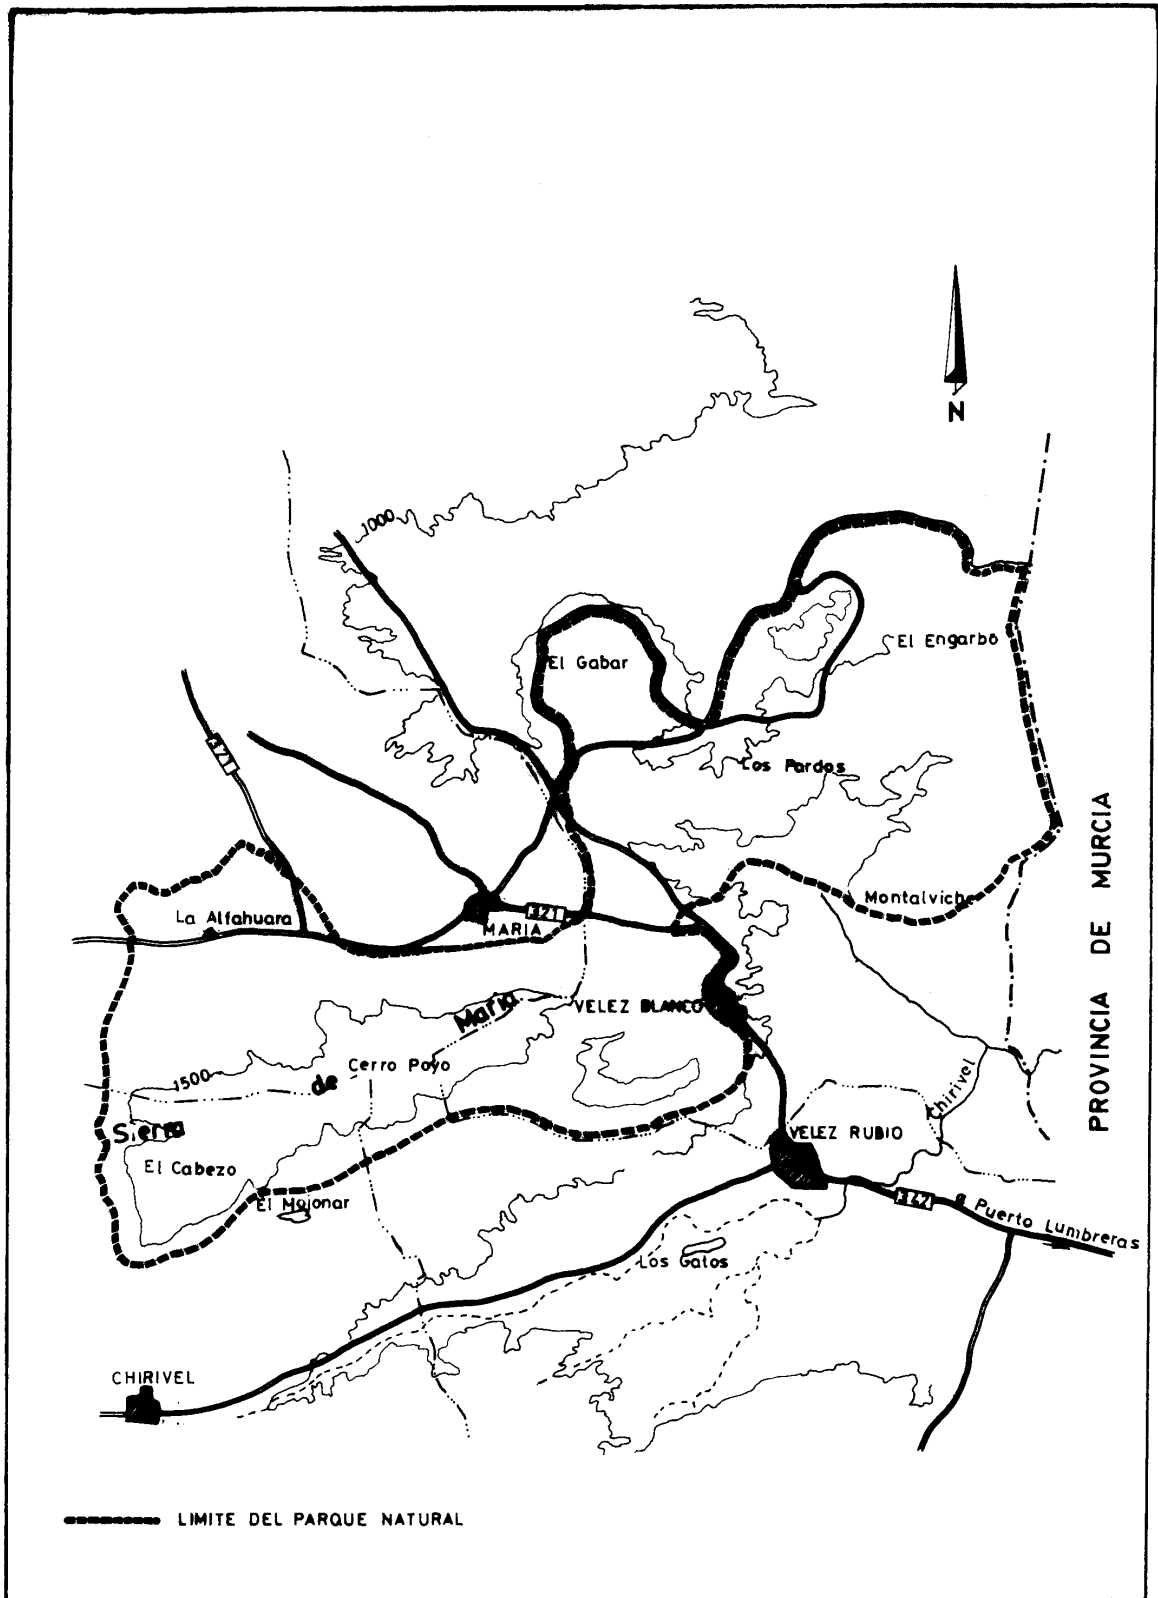 N
1000
El Engarbo
El Gabar
321
Los Pardos
PROVINCIA DE MURCIA
Montalviche
La Alfahuara
321
MARIA
Maria
VELEZ BLANCO
Cerro Poyo
1500
de
Chirivel
Sierra
VELEZ RUBIO
El Cabezo
El Mojonar
342
a Puerto Lumbreras
Los Gatos
CHIRIVEL
LIMITE DEL PARQUE NATURAL